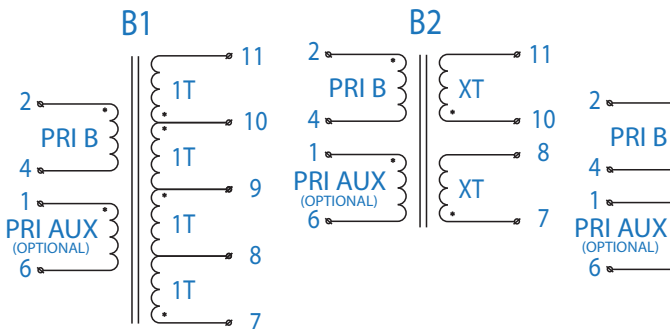 B1
2
PRI B
4
1
PRI AUX
(OPTIONAL)
6
11
1T
10
1T
9
1T
8
1T
7
B2
2
PRI B
4
1
PRI AUX
(OPTIONAL)
6
11
XT
10
8
XT
7
2
PRI B
4
1
PRI AUX
(OPTIONAL)
6